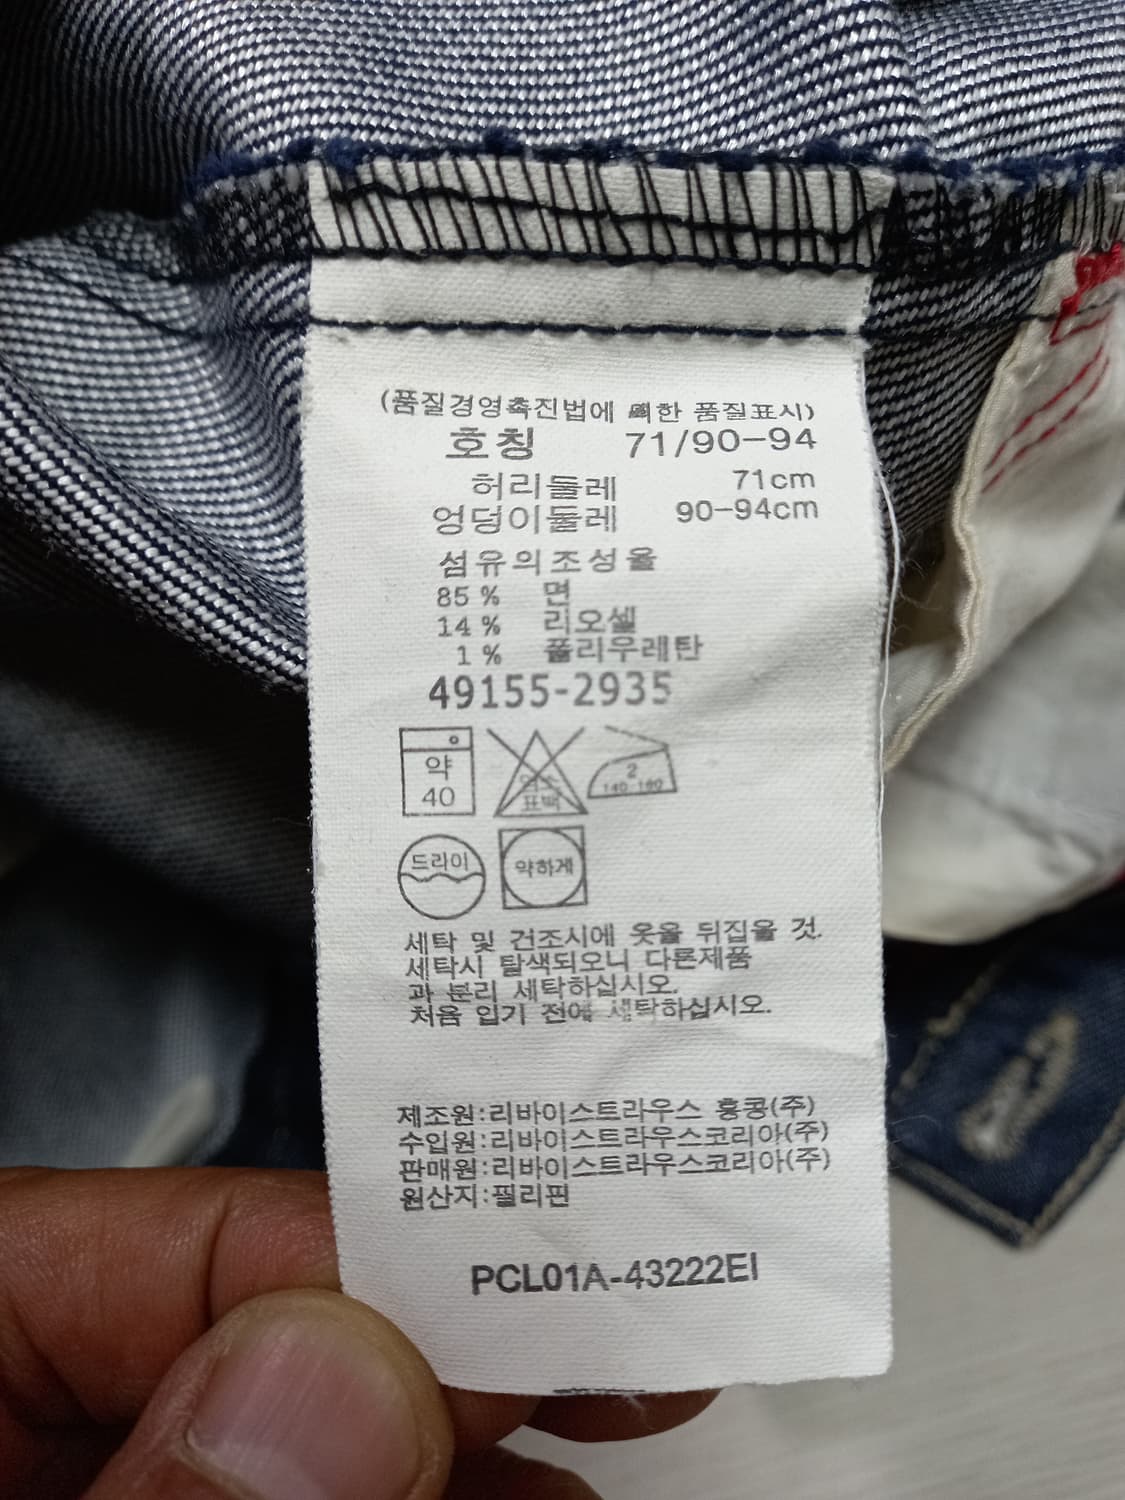 (품질경영촉진법에 의한 품질표시)
호칭 71/90-94
허리둘레 71cm
엉덩이둘레 90-94cm
섬유의조성율
85 % 면
14 % 리오셀
1 % 폴리우레탄
49155-2935
약
40
염소
표백
2
140-160
드라이
약하게
세탁 및 건조시에 옷을 뒤집을 것.
세탁시 탈색되오니 다른제품
과 분리 세탁하십시오.
처음 입기 전에 세탁하십시오.
제조원:리바이스트라우스 홍콩(주)
수입원:리바이스트라우스코리아(주)
판매원:리바이스트라우스코리아(주)
원산지:필리핀
PCL01A-43222EI